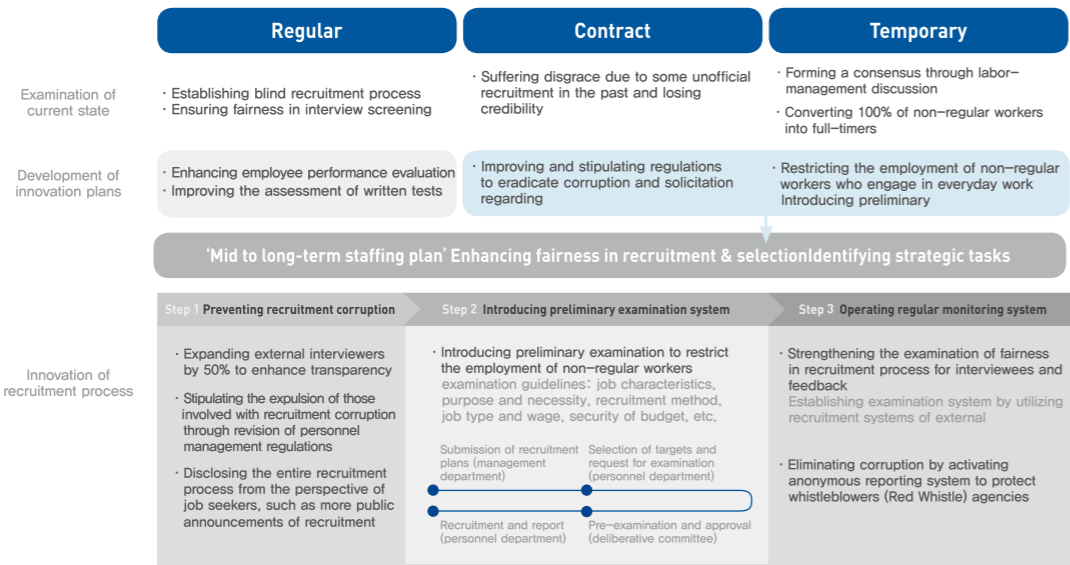 Regular
Contract
Temporary
Examination of
current state
· Establishing blind recruitment process
· Ensuring fairness in interview screening
· Suffering disgrace due to some unofficial
recruitment in the past and losing
credibility
· Forming a consensus through labor-
management discussion
· Converting 100% of non-regular workers
into full-timers
Development of
innovation plans
· Enhancing employee performance evaluation
· Improving the assessment of written tests
· Improving and stipulating regulations
to eradicate corruption and solicitation
regarding
· Restricting the employment of non-regular
workers who engage in everyday work
Introducing preliminary
'Mid to long-term staffing plan' Enhancing fairness in recruitment & selectionIdentifying strategic tasks
Innovation of
recruitment process
Step 1 Preventing recruitment corruption
· Expanding external interviewers
by 50% to enhance transparency
· Stipulating the expulsion of those
involved with recruitment corruption
through revision of personnel
management regulations
· Disclosing the entire recruitment
process from the perspective of
job seekers, such as more public
announcements of recruitment
Step 2 Introducing preliminary examination system
· Introducing preliminary examination to restrict
the employment of non-regular workers
examination guidelines: job characteristics,
purpose and necessity, recruitment method,
job type and wage, security of budget, etc.
Submission of recruitment
plans (management
department)
Selection of targets and
request for examination
(personnel department)
Recruitment and report
(personnel department)
Pre-examination and approval
(deliberative committee)
Step 3 Operating regular monitoring system
· Strengthening the examination of fairness
in recruitment process for interviewees and
feedback
Establishing examination system by utilizing
recruitment systems of external
· Eliminating corruption by activating
anonymous reporting system to protect
whistleblowers (Red Whistle) agencies